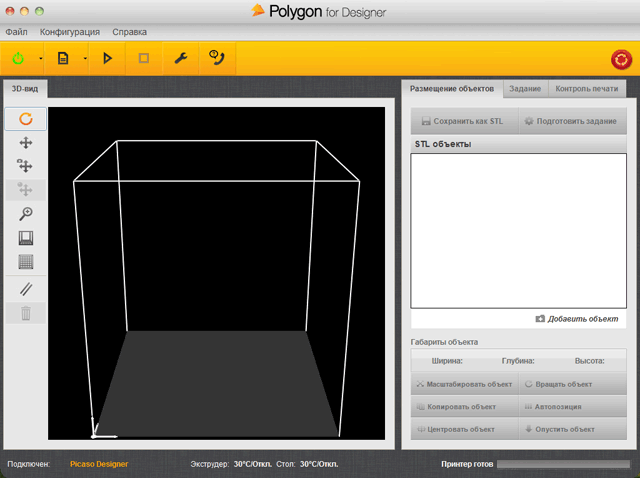 Polygon for Designer
Файл Конфигурация Справка
3D-вид
Размещение объектов Задание Контроль печати
Сохранить как STL Подготовить задание
STL объекты
Добавить объект
Габариты объекта
Ширина: Глубина: Высота:
Масштабировать объект Вращать объект
Копировать объект Автопозиция
Центровать объект Опустить объект
Подключен: Picaso Designer Экструдер: 30°C/Откл. Стол: 30°C/Откл. Принтер готов